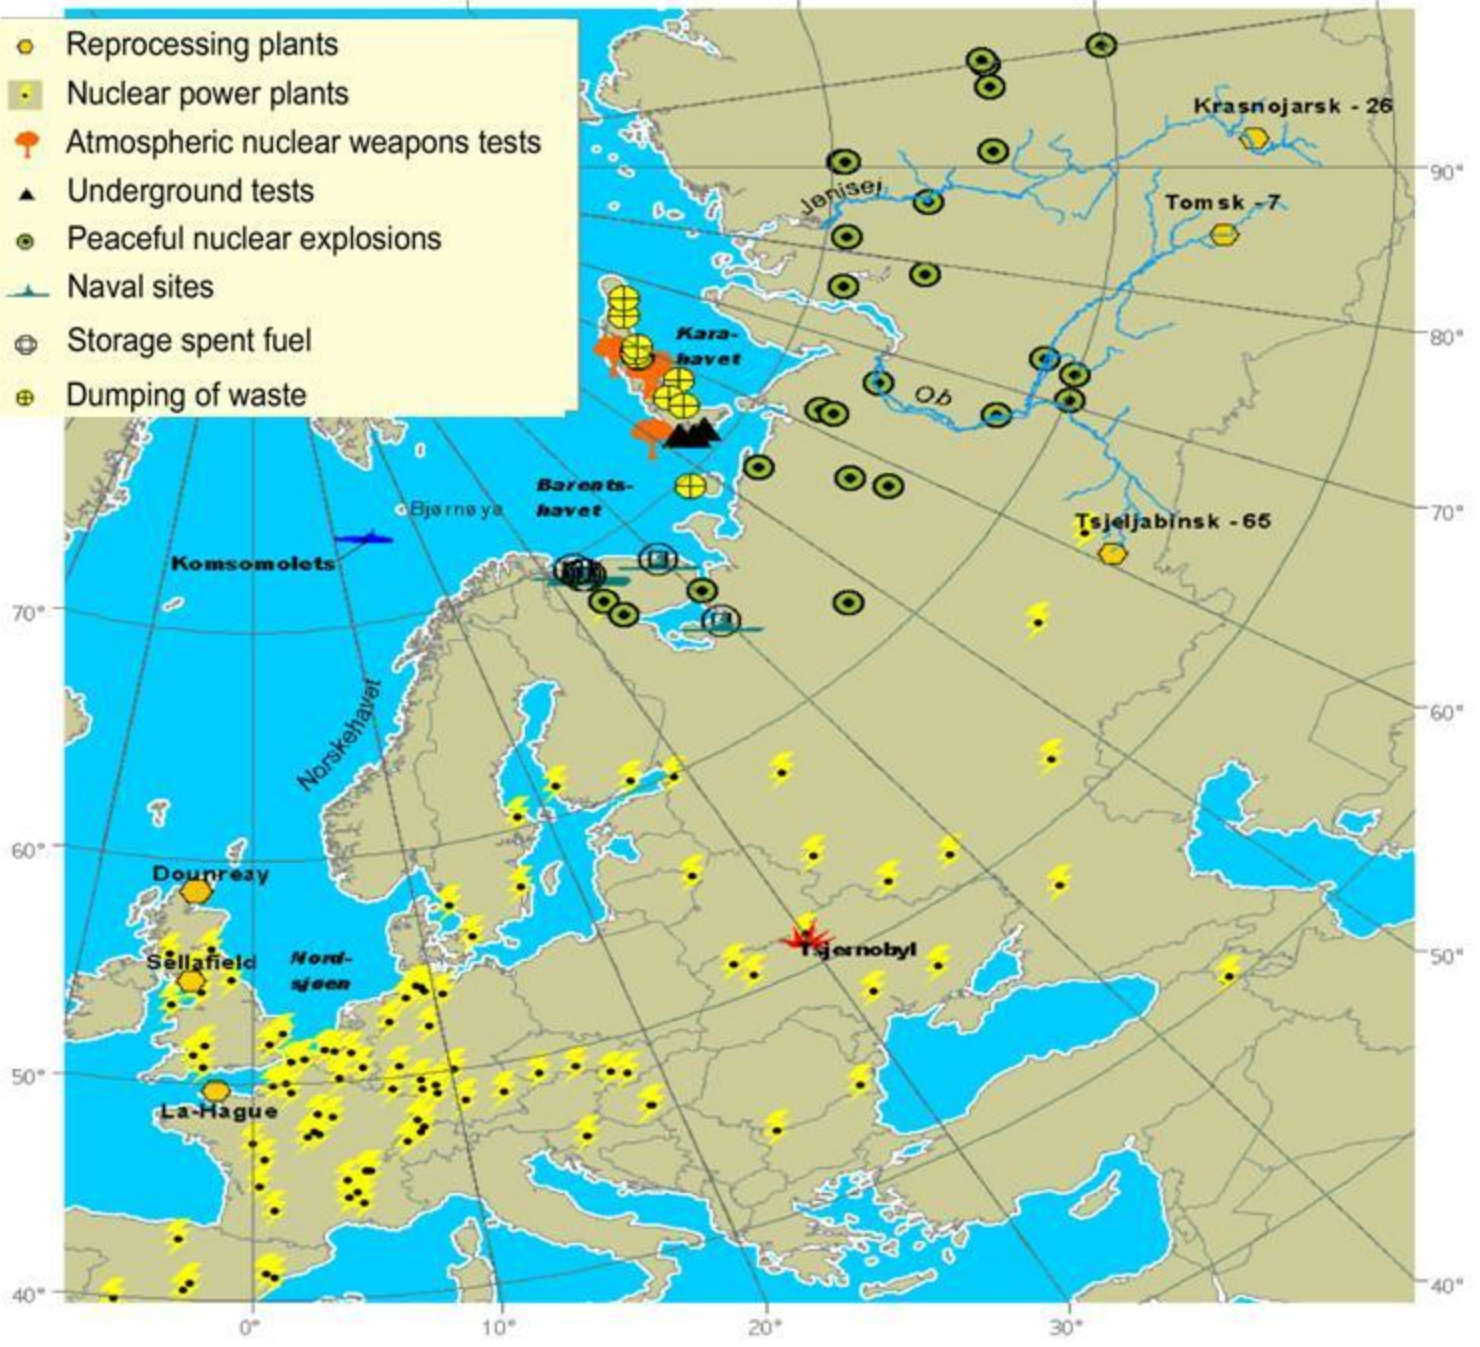 Reprocessing plants
Nuclear power plants
Atmospheric nuclear weapons tests
Underground tests
Peaceful nuclear explosions
Naval sites
Storage spent fuel
Dumping of waste
Krasnojarsk - 26
90°
Jenisej
Tomsk -7
80°
Kara-
havet
Ob
Barents-
havet
Bjørnøya
70°
Tsjeljabinsk - 65
Komsomolets
70°
60°
Norskehavet
60°
Dounreay
Tsjernobyl
50°
Sellafield
Nord-
sjøen
50°
La-Hague
40°
40°
0°
10°
20°
30°